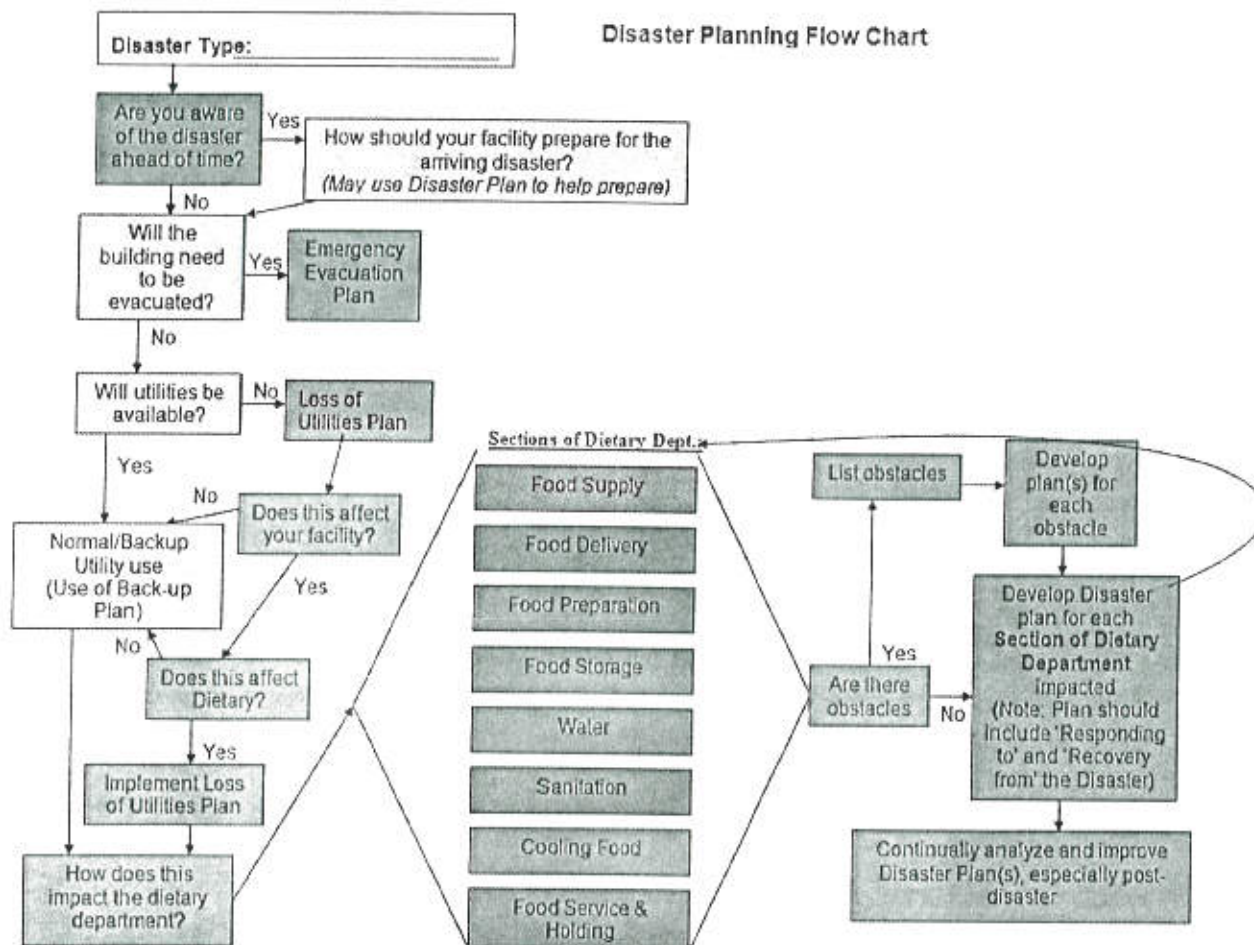 Disaster Planning Flow Chart
Disaster Type:
Are you aware
of the disaster
ahead of time?
Yes
How should your facility prepare for the
arriving disaster?
(May use Disaster Plan to help prepare)
No
Will the
building need
to be
evacuated?
Yes
Emergency
Evacuation
Plan
No
Will utilities be
available?
No
Loss of
Utilities Plan
Yes
No
Does this affect
your facility?
Normal/Backup
Utility use
(Use of Back-up
Plan)
Yes
No
Does this affect
Dietary?
Yes
Implement Loss
of Utilities Plan
How does this
impact the dietary
department?
Sections of Dietary Dept.
Food Supply
Food Delivery
Food Preparation
Food Storage
Water
Sanitation
Cooling Food
Food Service &
Holding
Are there
obstacles
Yes
List obstacles
Develop
plan(s) for
each
obstacle
No
Develop Disaster
plan for each
Section of Dietary
Department
impacted
(Note: Plan should
include 'Responding
to' and 'Recovery
from' the Disaster)
Continually analyze and improve
Disaster Plan(s), especially post-
disaster